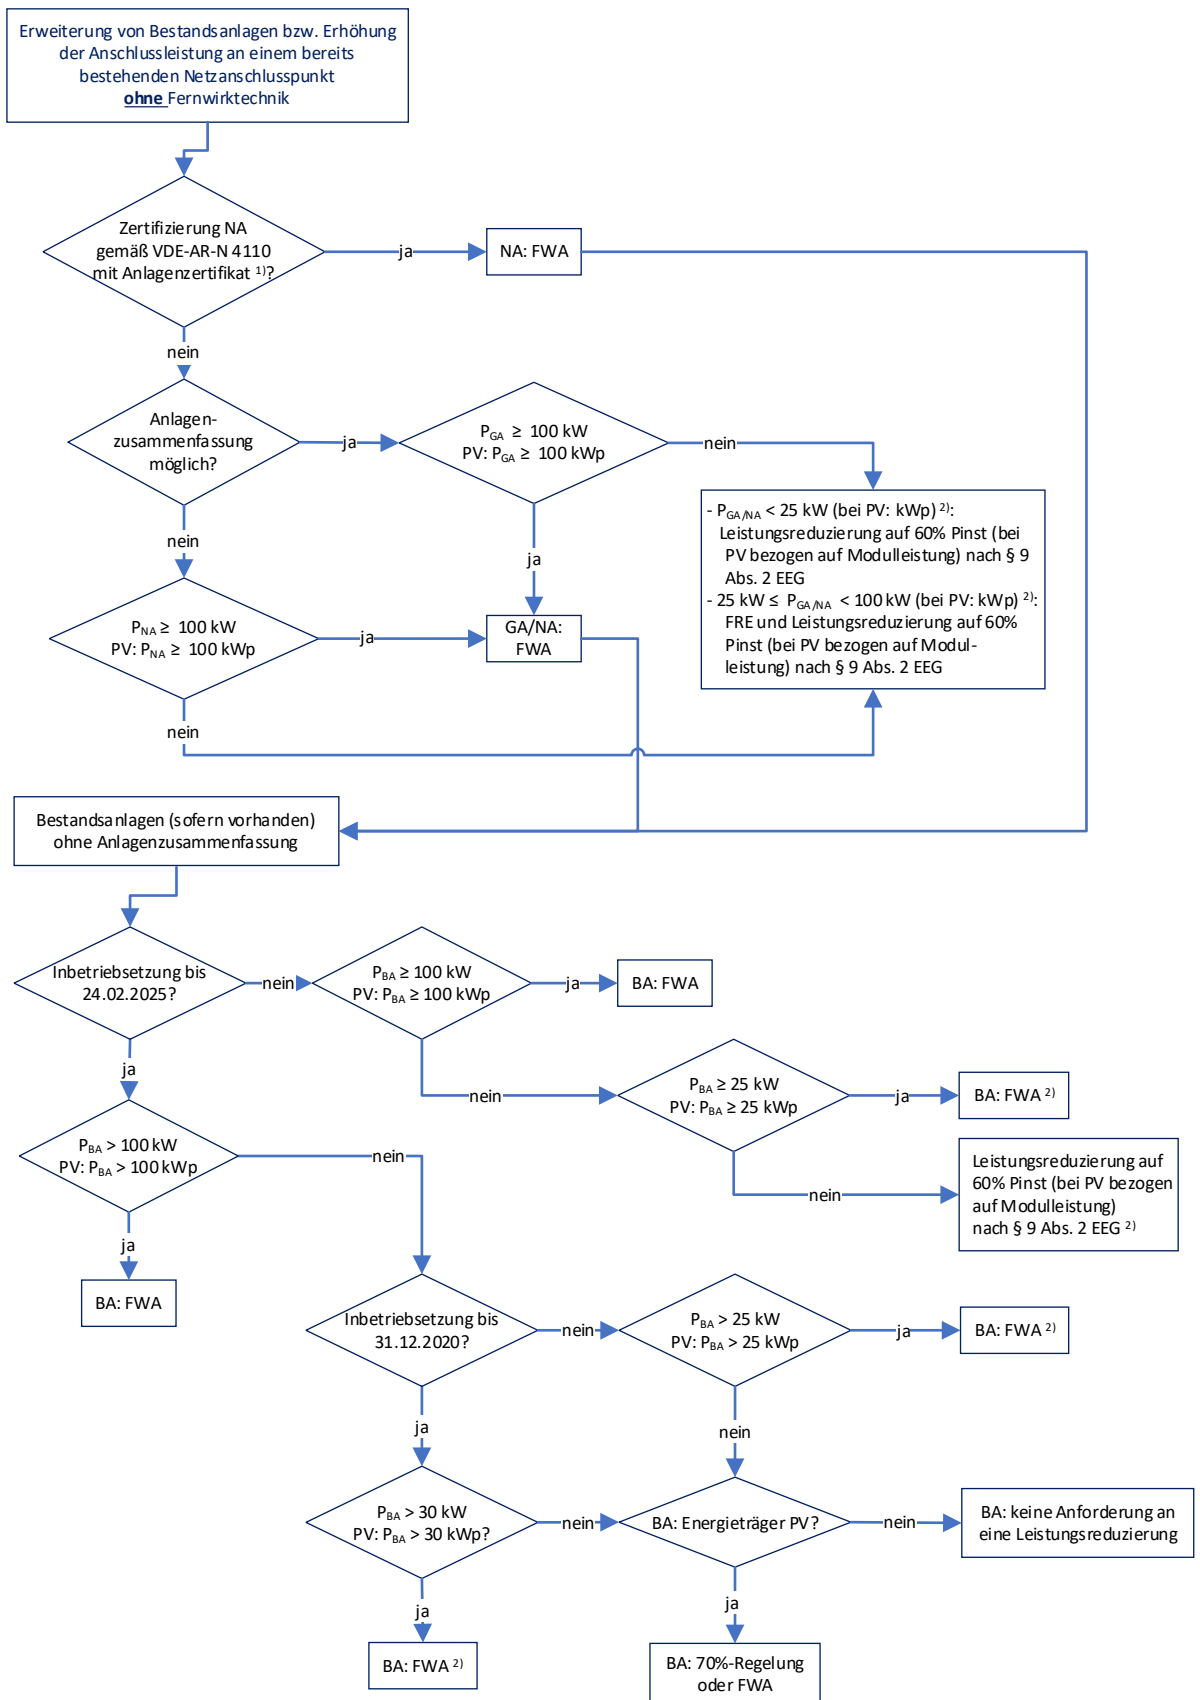 Erweiterung von Bestandsanlagen bzw. Erhöhung
der Anschlussleistung an einem bereits
bestehenden Netzanschlusspunkt
ohne Fernwirktechnik
Zertifizierung NA
gemäß VDE-AR-N 4110
mit Anlagenzertifikat 1)?
ja
NA: FWA
nein
Anlagen-
zusammenfassung
möglich?
ja
PGA ≥ 100 kW
PV: PGA ≥ 100 kWp
nein
- PGA/NA < 25 kW (bei PV: kWp) 2):
Leistungsreduzierung auf 60% Pinst (bei
PV bezogen auf Modulleistung) nach § 9
Abs. 2 EEG
- 25 kW ≤ PGA/NA < 100 kW (bei PV: kWp) 2):
FRE und Leistungsreduzierung auf 60%
Pinst (bei PV bezogen auf Modul-
leistung) nach § 9 Abs. 2 EEG
nein
ja
PNA ≥ 100 kW
PV: PNA ≥ 100 kWp
ja
GA/NA:
FWA
nein
Bestandsanlagen (sofern vorhanden)
ohne Anlagenzusammenfassung
Inbetriebsetzung bis
24.02.2025?
nein
PBA ≥ 100 kW
PV: PBA ≥ 100 kWp
ja
BA: FWA
ja
nein
PBA ≥ 25 kW
PV: PBA ≥ 25 kWp
ja
BA: FWA 2)
PBA > 100 kW
PV: PBA > 100 kWp
nein
nein
Leistungsreduzierung auf
60% Pinst (bei PV bezogen
auf Modulleistung)
nach § 9 Abs. 2 EEG 2)
ja
BA: FWA
Inbetriebsetzung bis
31.12.2020?
nein
PBA > 25 kW
PV: PBA > 25 kWp
ja
BA: FWA 2)
ja
nein
PBA > 30 kW
PV: PBA > 30 kWp?
nein
BA: Energieträger PV?
nein
BA: keine Anforderung an
eine Leistungsreduzierung
ja
ja
BA: FWA 2)
BA: 70%-Regelung
oder FWA